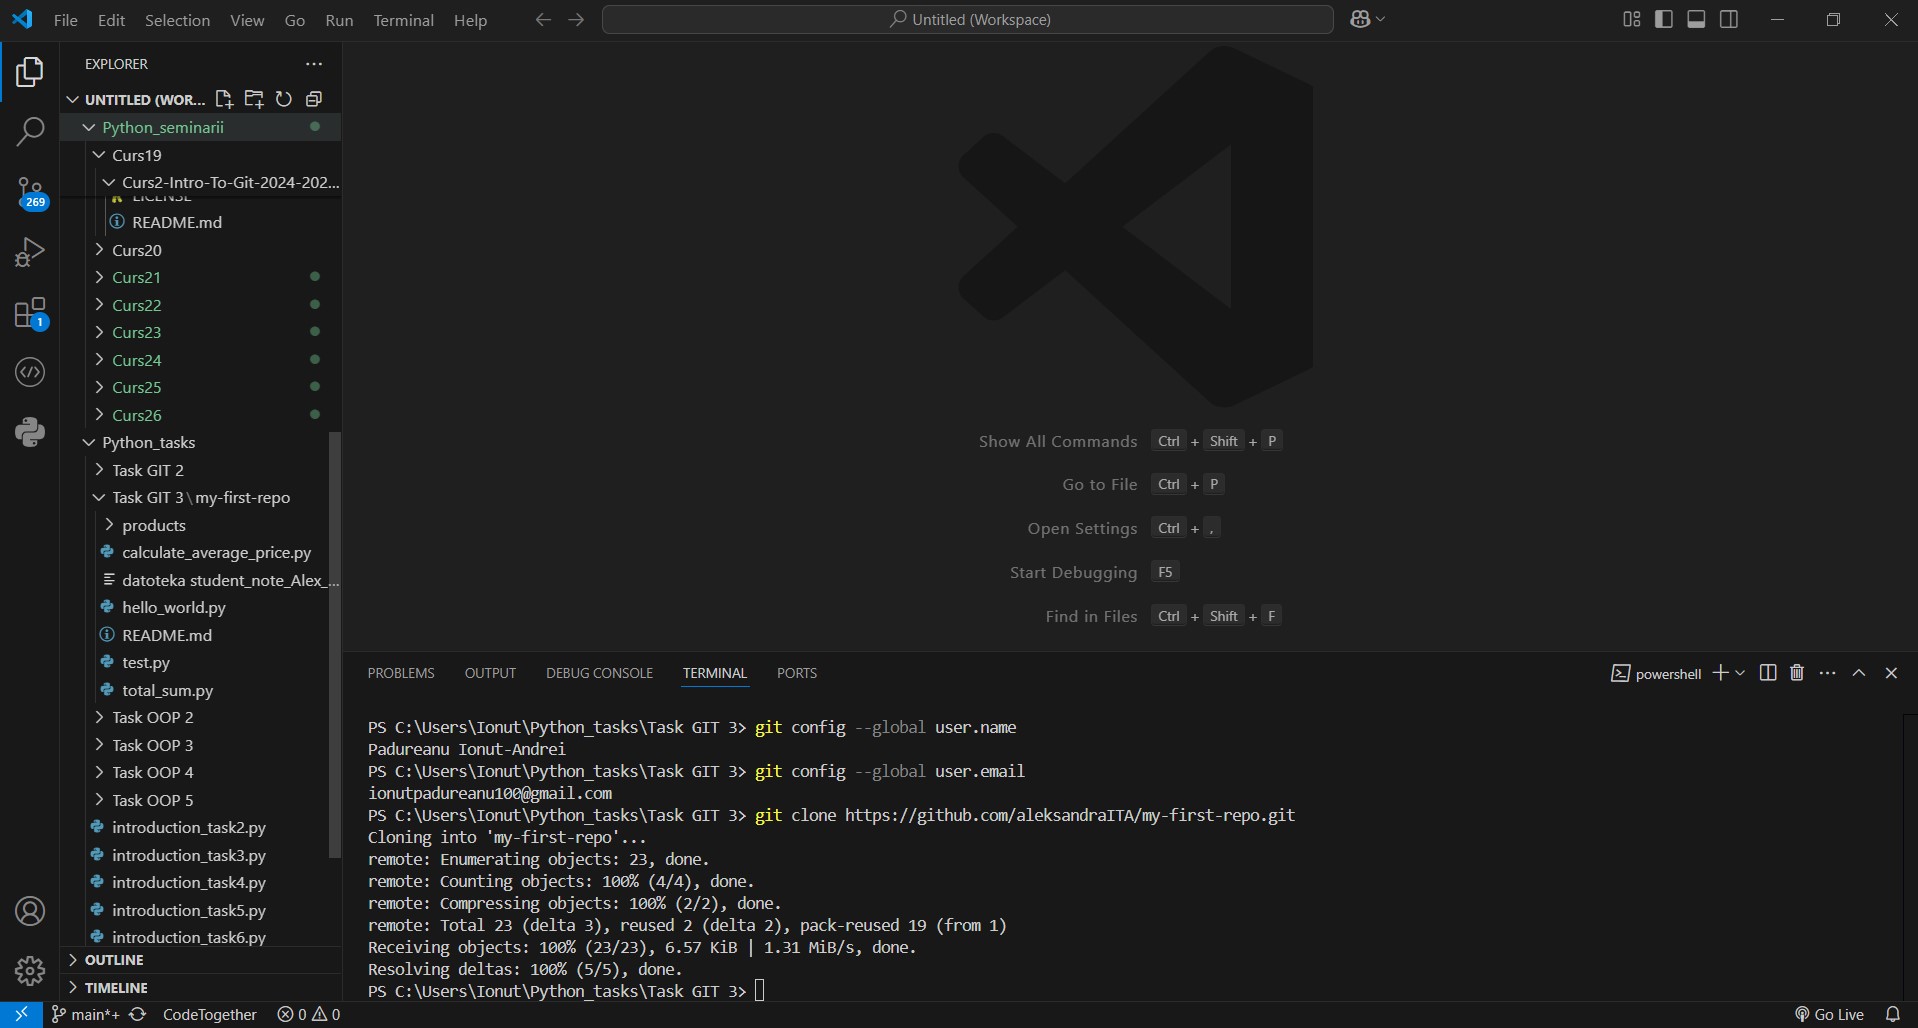 File Edit Selection View Go Run Terminal Help
Untitled (Workspace)
EXPLORER
UNTITLED (WOR...
Python_seminarii
Curs19
Curs2-Intro-To-Git-2024-202...
LICENSE
README.md
Curs20
Curs21
Curs22
Curs23
Curs24
Curs25
Curs26
Python_tasks
Task GIT 2
Task GIT 3\my-first-repo
products
calculate_average_price.py
datoteka student_note_Alex_...
hello_world.py
README.md
test.py
total_sum.py
Task OOP 2
Task OOP 3
Task OOP 4
Task OOP 5
introduction_task2.py
introduction_task3.py
introduction_task4.py
introduction_task5.py
introduction_task6.py
OUTLINE
TIMELINE
269
1
Show All Commands Ctrl + Shift + P
Go to File Ctrl + P
Open Settings Ctrl + ,
Start Debugging F5
Find in Files Ctrl + Shift + F
PROBLEMS OUTPUT DEBUG CONSOLE TERMINAL PORTS
powershell
PS C:\Users\Ionut\Python_tasks\Task GIT 3> git config --global user.name
Padureanu Ionut-Andrei
PS C:\Users\Ionut\Python_tasks\Task GIT 3> git config --global user.email
ionutpadureanu100@gmail.com
PS C:\Users\Ionut\Python_tasks\Task GIT 3> git clone https://github.com/aleksandraITA/my-first-repo.git
Cloning into 'my-first-repo'...
remote: Enumerating objects: 23, done.
remote: Counting objects: 100% (4/4), done.
remote: Compressing objects: 100% (2/2), done.
remote: Total 23 (delta 3), reused 2 (delta 2), pack-reused 19 (from 1)
Receiving objects: 100% (23/23), 6.57 KiB | 1.31 MiB/s, done.
Resolving deltas: 100% (5/5), done.
PS C:\Users\Ionut\Python_tasks\Task GIT 3>
main*+ CodeTogether 0 0 Go Live